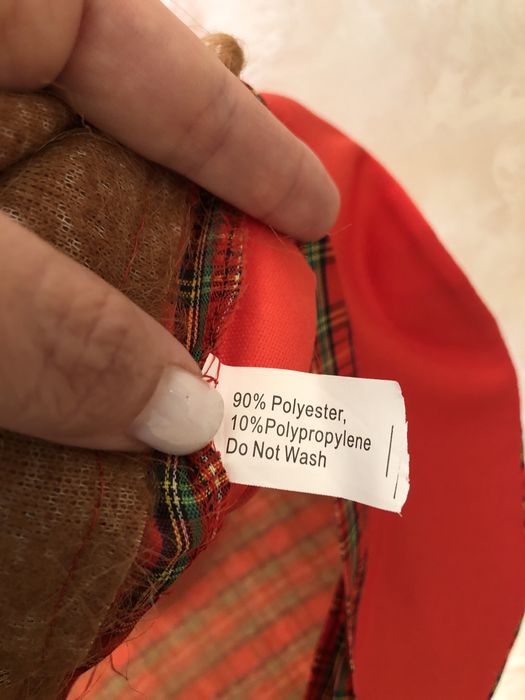 90% Polyester,
10%Polypropylene
Do Not Wash